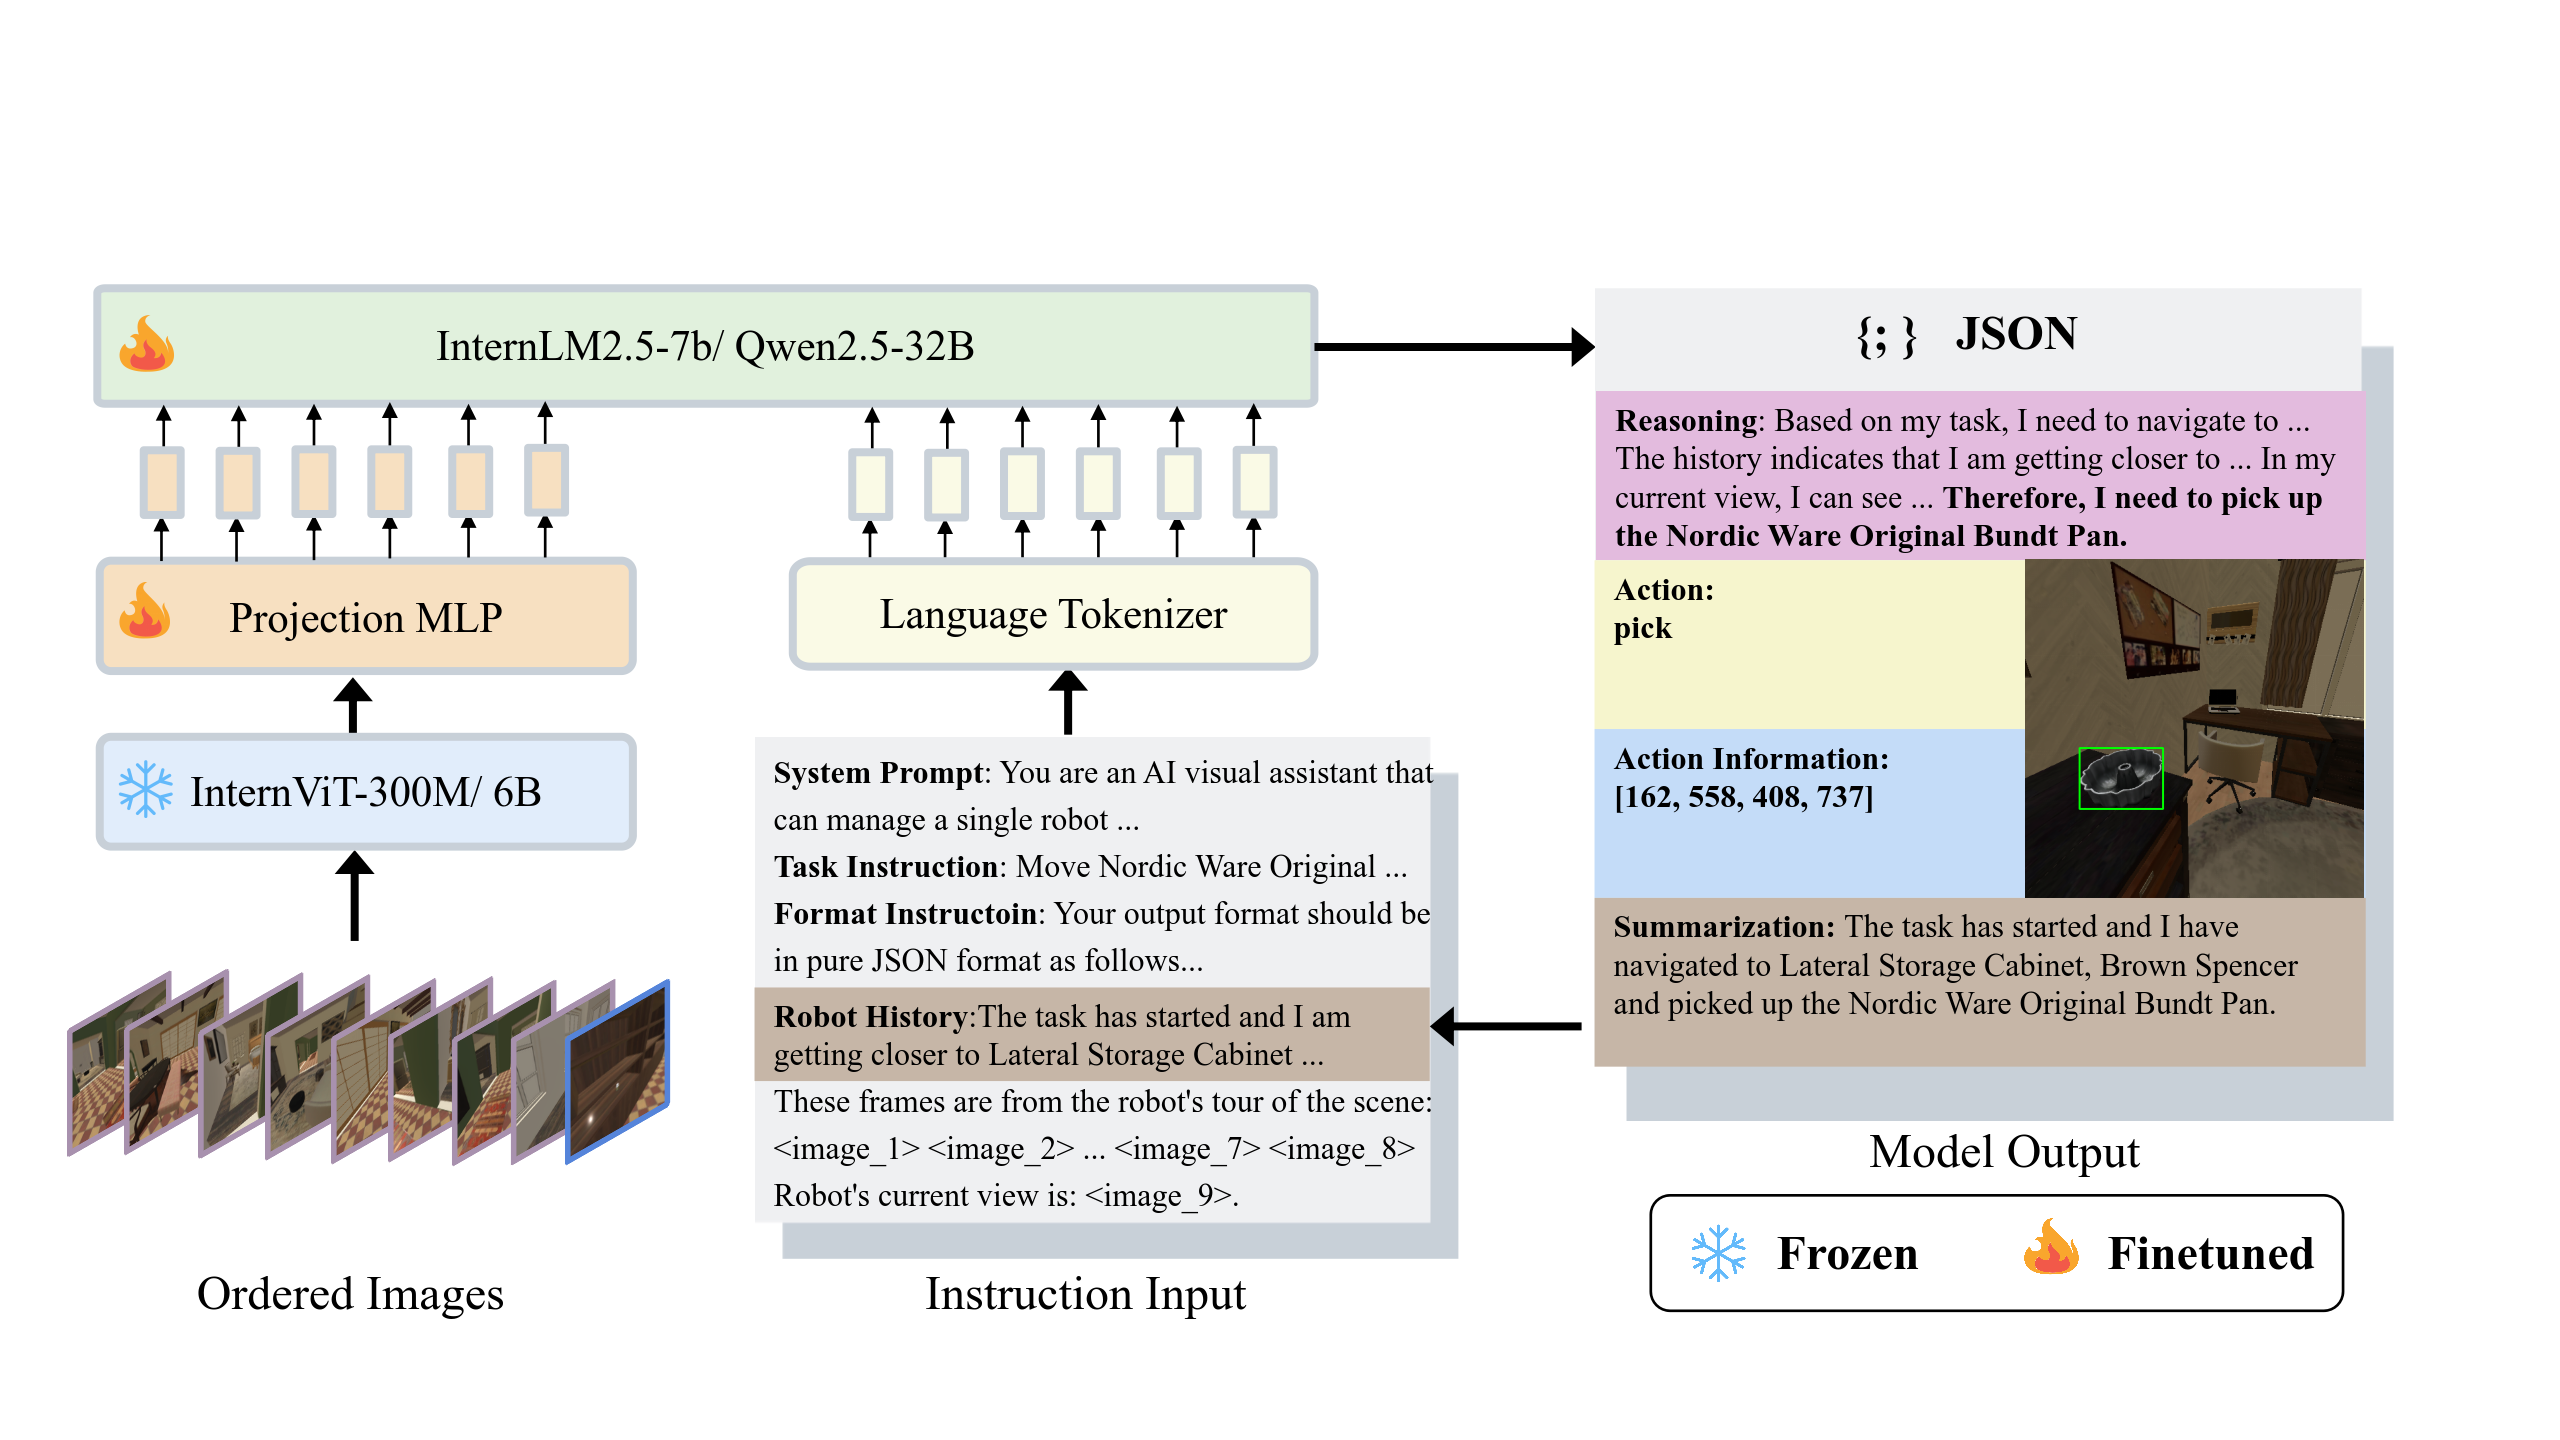 InternLM2.5-7b/ Qwen2.5-32B
Projection MLP
InternViT-300M/ 6B
Ordered Images
Language Tokenizer
System Prompt: You are an AI visual assistant that
can manage a single robot ...
Task Instruction: Move Nordic Ware Original ...
Format Instructoin: Your output format should be
in pure JSON format as follows...
Robot History:The task has started and I am
getting closer to Lateral Storage Cabinet ...
These frames are from the robot's tour of the scene:
<image_1> <image_2> ... <image_7> <image_8>
Robot's current view is: <image_9>.
Instruction Input
{; } JSON
Reasoning: Based on my task, I need to navigate to ...
The history indicates that I am getting closer to ... In my
current view, I can see ... Therefore, I need to pick up
the Nordic Ware Original Bundt Pan.
Action:
pick
Action Information:
[162, 558, 408, 737]
Summarization: The task has started and I have
navigated to Lateral Storage Cabinet, Brown Spencer
and picked up the Nordic Ware Original Bundt Pan.
Model Output
Frozen Finetuned